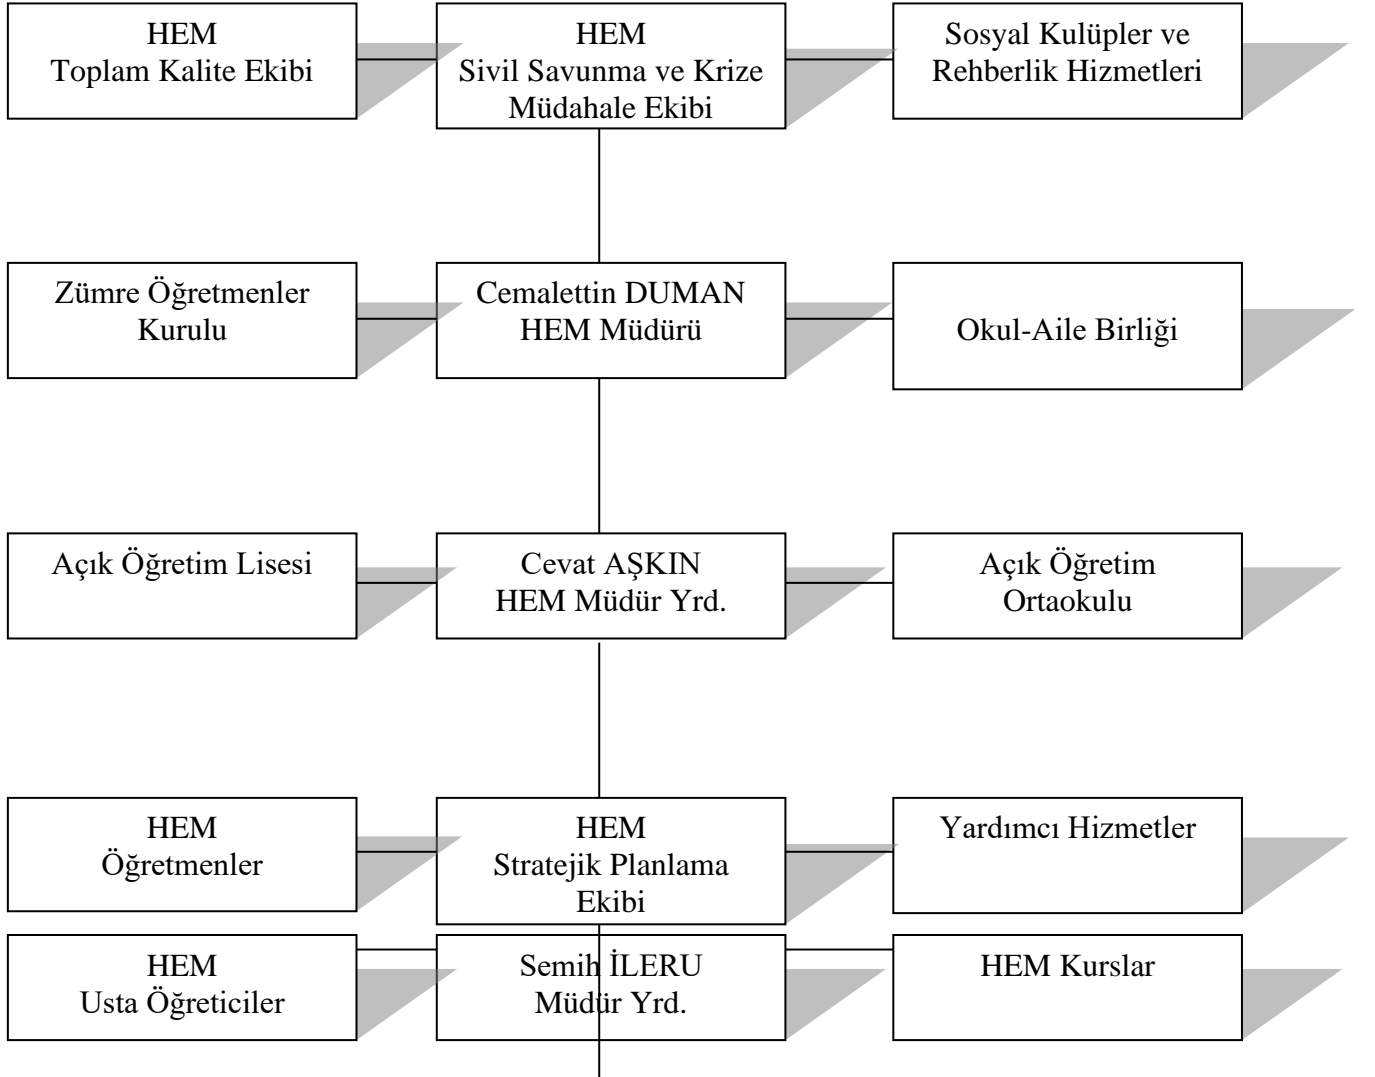 HEM
Toplam Kalite Ekibi
HEM
Sivil Savunma ve Krize
Müdahale Ekibi
Sosyal Kulüpler ve
Rehberlik Hizmetleri
Zümre Öğretmenler
Kurulu
Cemalettin DUMAN
HEM Müdürü
Okul-Aile Birliği
Açık Öğretim Lisesi
Cevat AŞKIN
HEM Müdür Yrd.
Açık Öğretim
Ortaokulu
HEM
Öğretmenler
HEM
Stratejik Planlama
Ekibi
Yardımcı Hizmetler
HEM
Usta Öğreticiler
Semih İLERU
Müdür Yrd.
HEM Kurslar